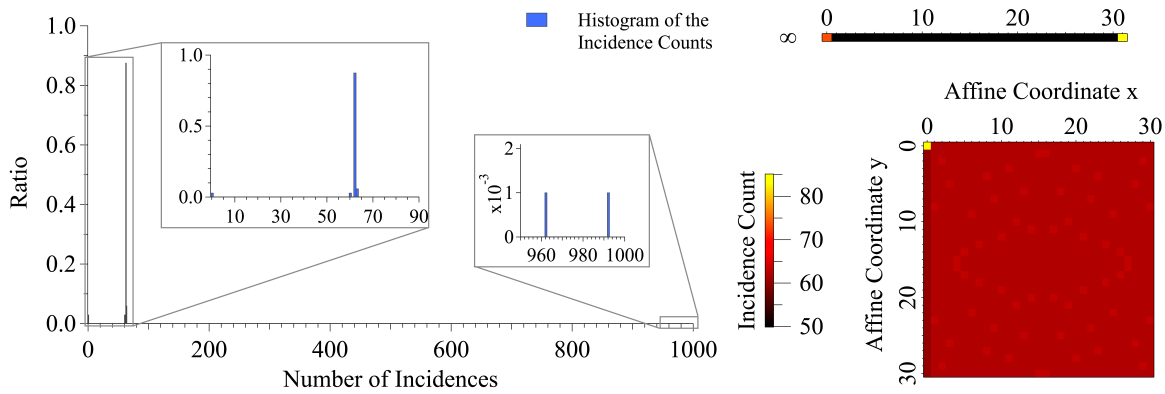 1.0
0.8
0.6
0.4
0.2
0.0
Ratio
0 200 400 600 800 1000
Number of Incidences
1.0
0.5
0.0
10 30 50 70 90
Histogram of the
Incidence Counts
2
1
0
x10⁻³
960 980 1000
0 10 20 30
∞
Affine Coordinate x
0 10 20 30
Affine Coordinate y
0
10
20
30
Incidence Count
80
70
60
50